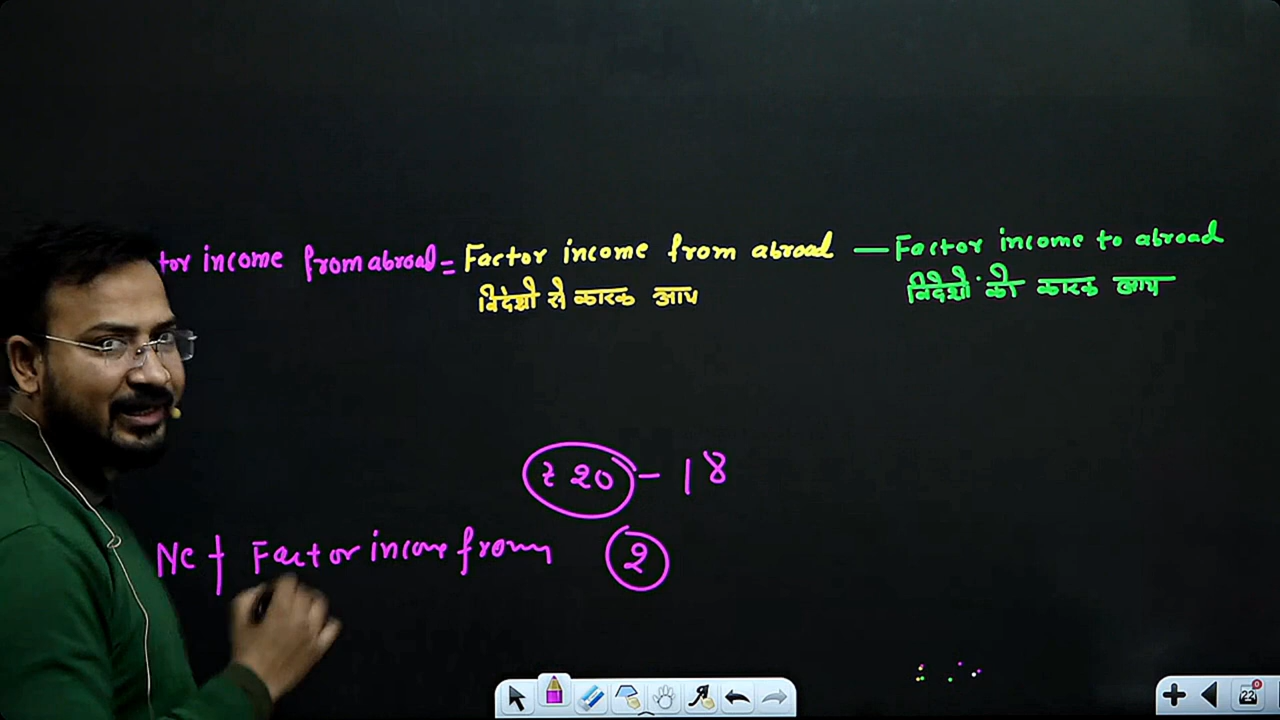 tor income from abroad = Factor income from abroad — Factor income to abroad
विदेशों से कारक आय विदेशों को कारक आय
₹ 20 - 18
Net Factor income from 2
22